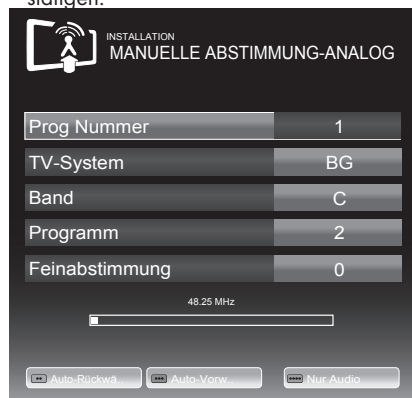 stätigen.
INSTALLATION
MANUELLE ABSTIMMUNG-ANALOG
Prog Nummer 1
TV-System BG
Band C
Programm 2
Feinabstimmung 0
48.25 MHz
Auto-Rückwä.. Auto-Vorw.. Nur Audio